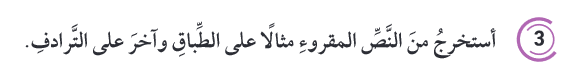 3 أستخرجُ منَ النَّصِّ المقروءِ مثالًا على الطِّباقِ وآخرَ على التَّرادفِ.